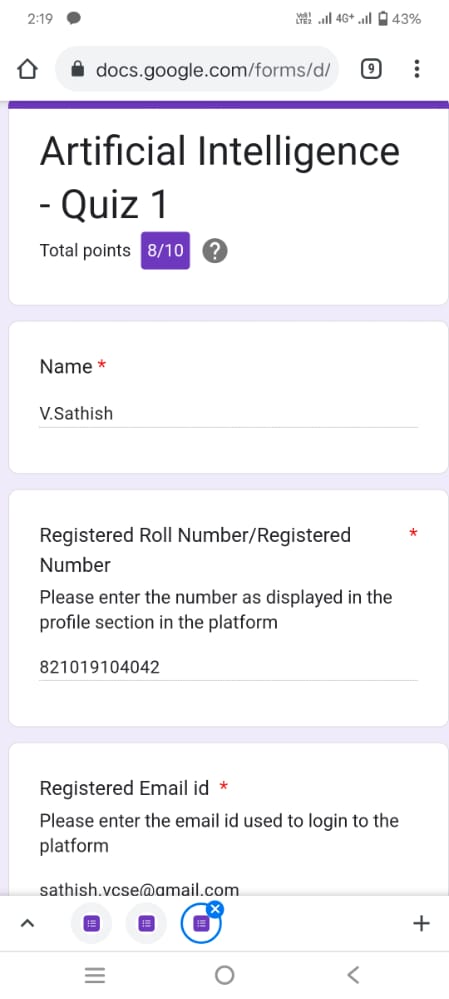 2:19 Vo1) LTE2 4G+ 43%
docs.google.com/forms/d/ 9
Artificial Intelligence
- Quiz 1
Total points 8/10 ?
Name *
V.Sathish
Registered Roll Number/Registered *
Number
Please enter the number as displayed in the
profile section in the platform
821019104042
Registered Email id *
Please enter the email id used to login to the
platform
sathish.vcse@gmail.com